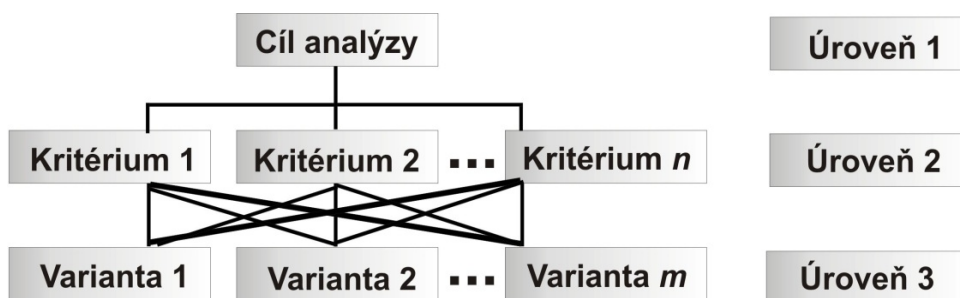 Cíl analýzy Úroveň 1
Kritérium 1 Kritérium 2 ... Kritérium n Úroveň 2
Varianta 1 Varianta 2 ... Varianta m Úroveň 3